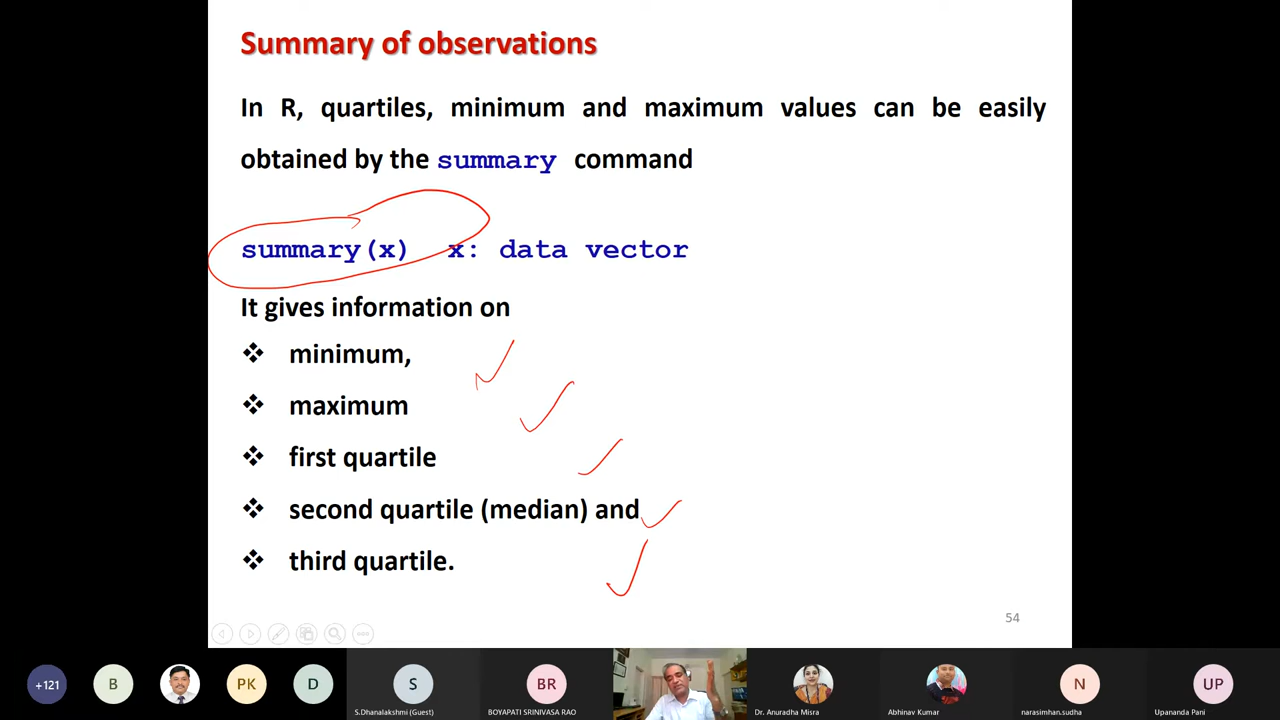 Summary of observations
In R, quartiles, minimum and maximum values can be easily
obtained by the summary command
summary(x) x: data vector
It gives information on
❖ minimum,
❖ maximum
❖ first quartile
❖ second quartile (median) and
❖ third quartile.
54
+121
B
PK
D
S
S.Dhanalakshmi (Guest)
BR
BOYAPATI SRINIVASA RAO
Dr. Anuradha Misra
Abhinav Kumar
N
narasimhan.sudha
UP
Upananda Pani